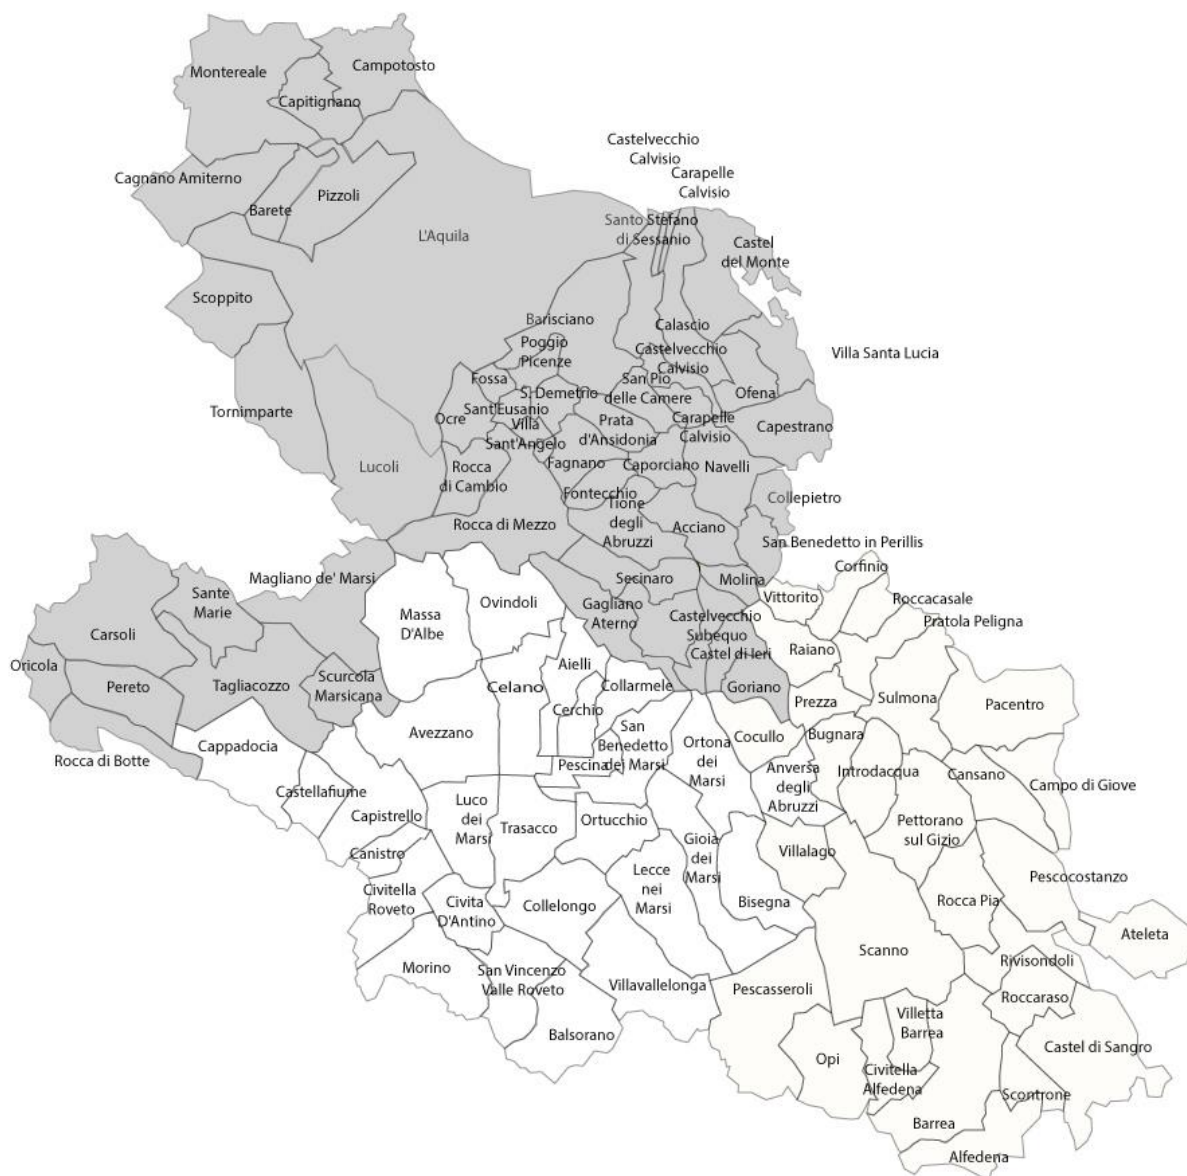 Montereale
Campotosto
Capitignano
Castelvecchio
Calvisio
Carapelle
Calvisio
Cagnano Amiterno
Barete
Pizzoli
L'Aquila
Santo Stefano
di Sessanio
Castel
del Monte
Scoppito
Barisciano
Calascio
Poggio
Picenze
Castelvecchio
Calvisio
Villa Santa Lucia
Fossa
San Pio
delle Camere
S. Demetrio
Ofena
Tornimparte
Ocre
Sant'Eusanio
Villa
Sant'Angelo
Prata
d'Ansidonia
Carapelle
Calvisio
Capestrano
Lucoli
Rocca
di Cambio
Fagnano
Caporciano
Navelli
Fontecchio
Collepietro
Rocca di Mezzo
Tione
degli
Abruzzi
Acciano
San Benedetto in Perillis
Corfinio
Magliano de' Marsi
Secinaro
Molina
Vittorito
Roccacasale
Sante
Marie
Massa
D'Albe
Ovindoli
Gagliano
Aterno
Castelvecchio
Subequo
Pratola Peligna
Carsoli
Raiano
Castel di Ieri
Oricola
Pereto
Tagliacozzo
Scurcola
Marsicana
Celano
Aielli
Collarmele
Goriano
Prezza
Sulmona
Pacentro
Cerchio
Rocca di Botte
Cappadocia
Avezzano
San
Benedetto
dei Marsi
Ortona
dei
Marsi
Cocullo
Bugnara
Pescina
Anversa
degli
Abruzzi
Introdacqua
Cansano
Campo di Giove
Castellafiume
Capistrello
Luco
dei
Marsi
Trasacco
Ortucchio
Pettorano
sul Gizio
Canistro
Gioia
dei
Marsi
Villalago
Lecce
nei
Marsi
Pescocostanzo
Civitella
Roveto
Civita
D'Antino
Collelongo
Bisegna
Rocca Pia
Ateleta
Scanno
Morino
San Vincenzo
Valle Roveto
Villavallelonga
Pescasseroli
Rivisondoli
Roccaraso
Balsorano
Villetta
Barrea
Opi
Castel di Sangro
Civitella
Alfedena
Scontrone
Barrea
Alfedena